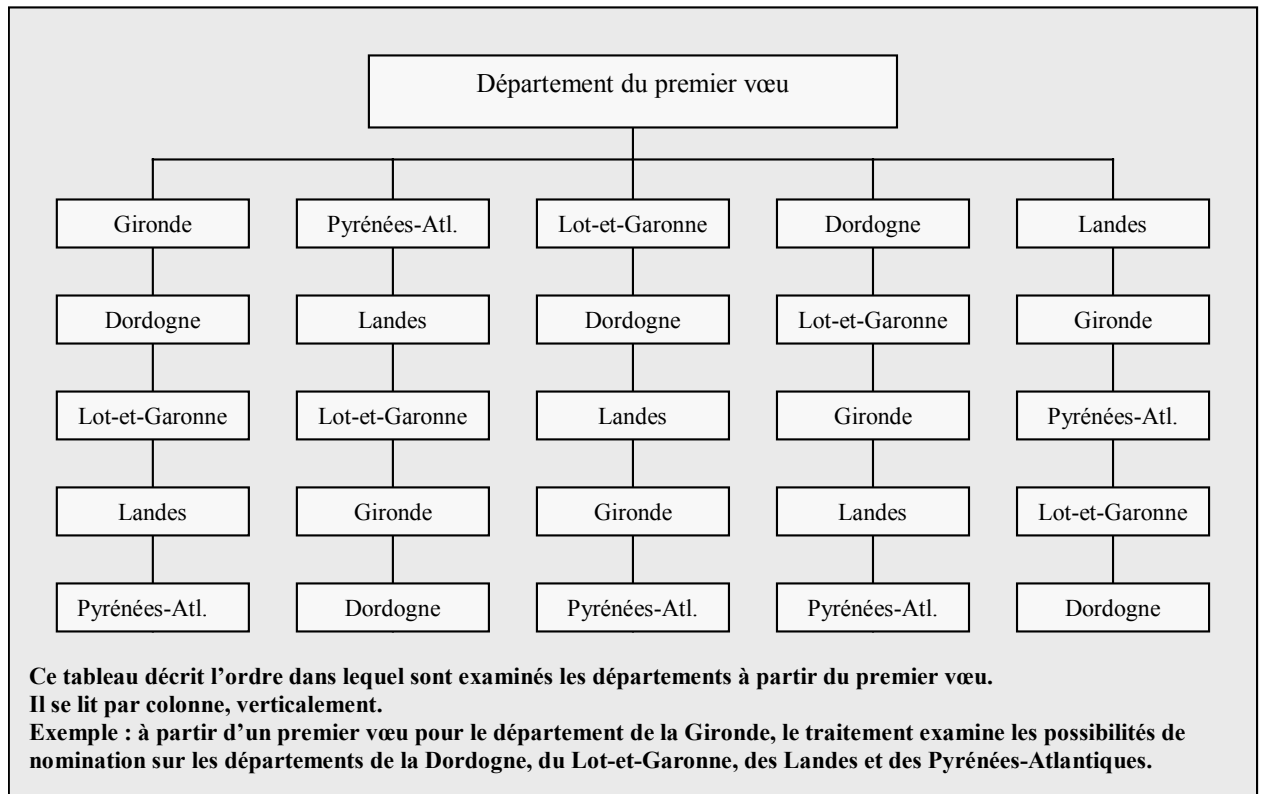 Département du premier vœu
Gironde Pyrénées-Atl. Lot-et-Garonne Dordogne Landes
Dordogne Landes Dordogne Lot-et-Garonne Gironde
Lot-et-Garonne Lot-et-Garonne Landes Gironde Pyrénées-Atl.
Landes Gironde Gironde Landes Lot-et-Garonne
Pyrénées-Atl. Dordogne Pyrénées-Atl. Pyrénées-Atl. Dordogne
Ce tableau décrit l’ordre dans lequel sont examinés les départements à partir du premier vœu.
Il se lit par colonne, verticalement.
Exemple : à partir d’un premier vœu pour le département de la Gironde, le traitement examine les possibilités de
nomination sur les départements de la Dordogne, du Lot-et-Garonne, des Landes et des Pyrénées-Atlantiques.